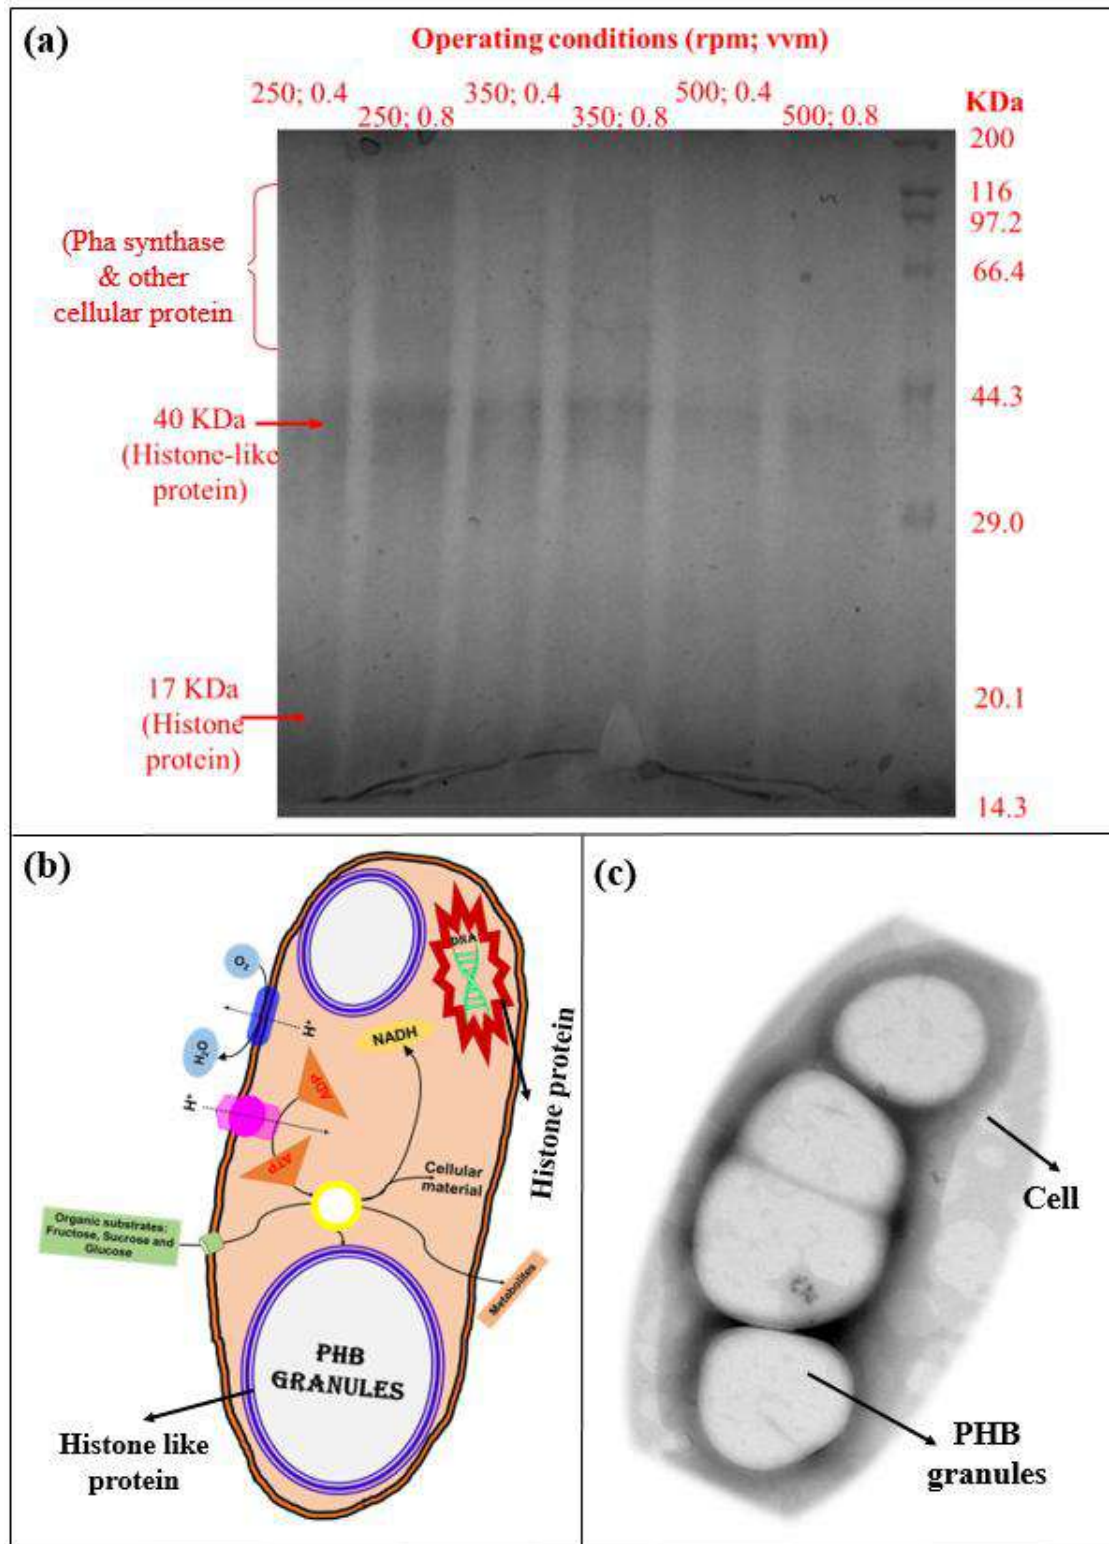 (a)
Operating conditions (rpm; vvm)
250; 0.4
250; 0.8
350; 0.4
350; 0.8
500; 0.4
500; 0.8
KDa
200
116
97.2
66.4
44.3
29.0
20.1
14.3
(Pha synthase
& other
cellular protein
40 KDa
(Histone-like
protein)
17 KDa
(Histone
protein)
(b)
O₂
H₂O
H⁺
H⁺
DNA
NADH
ADP
ATP
Cellular
material
Organic substrates:
Fructose, Sucrose and
Glucose
Metabolites
PHB
GRANULES
Histone protein
Histone like
protein
(c)
Cell
PHB
granules